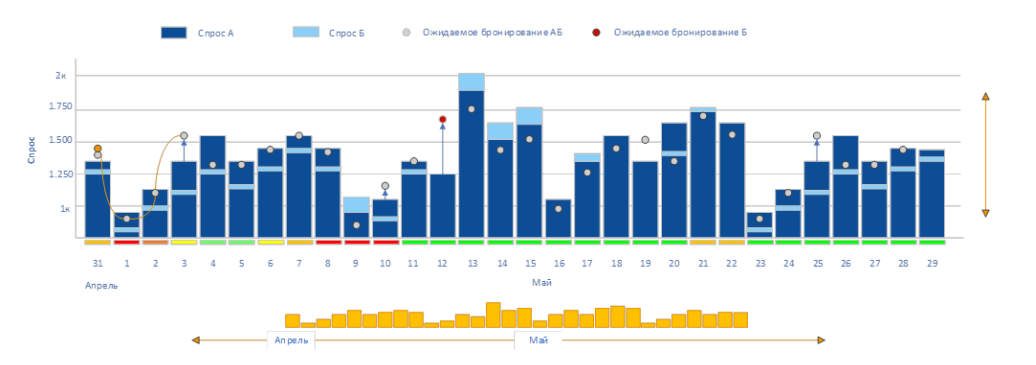 Спрос А Спрос Б Ожидаемое бронирование АБ Ожидаемое бронирование Б
Спрос
2к
1.750
1.500
1.250
1к
31 1 2 3 4 5 6 7 8 9 10 11 12 13 14 15 16 17 18 19 20 21 22 23 24 25 26 27 28 29
Апрель Май
Апрель Май